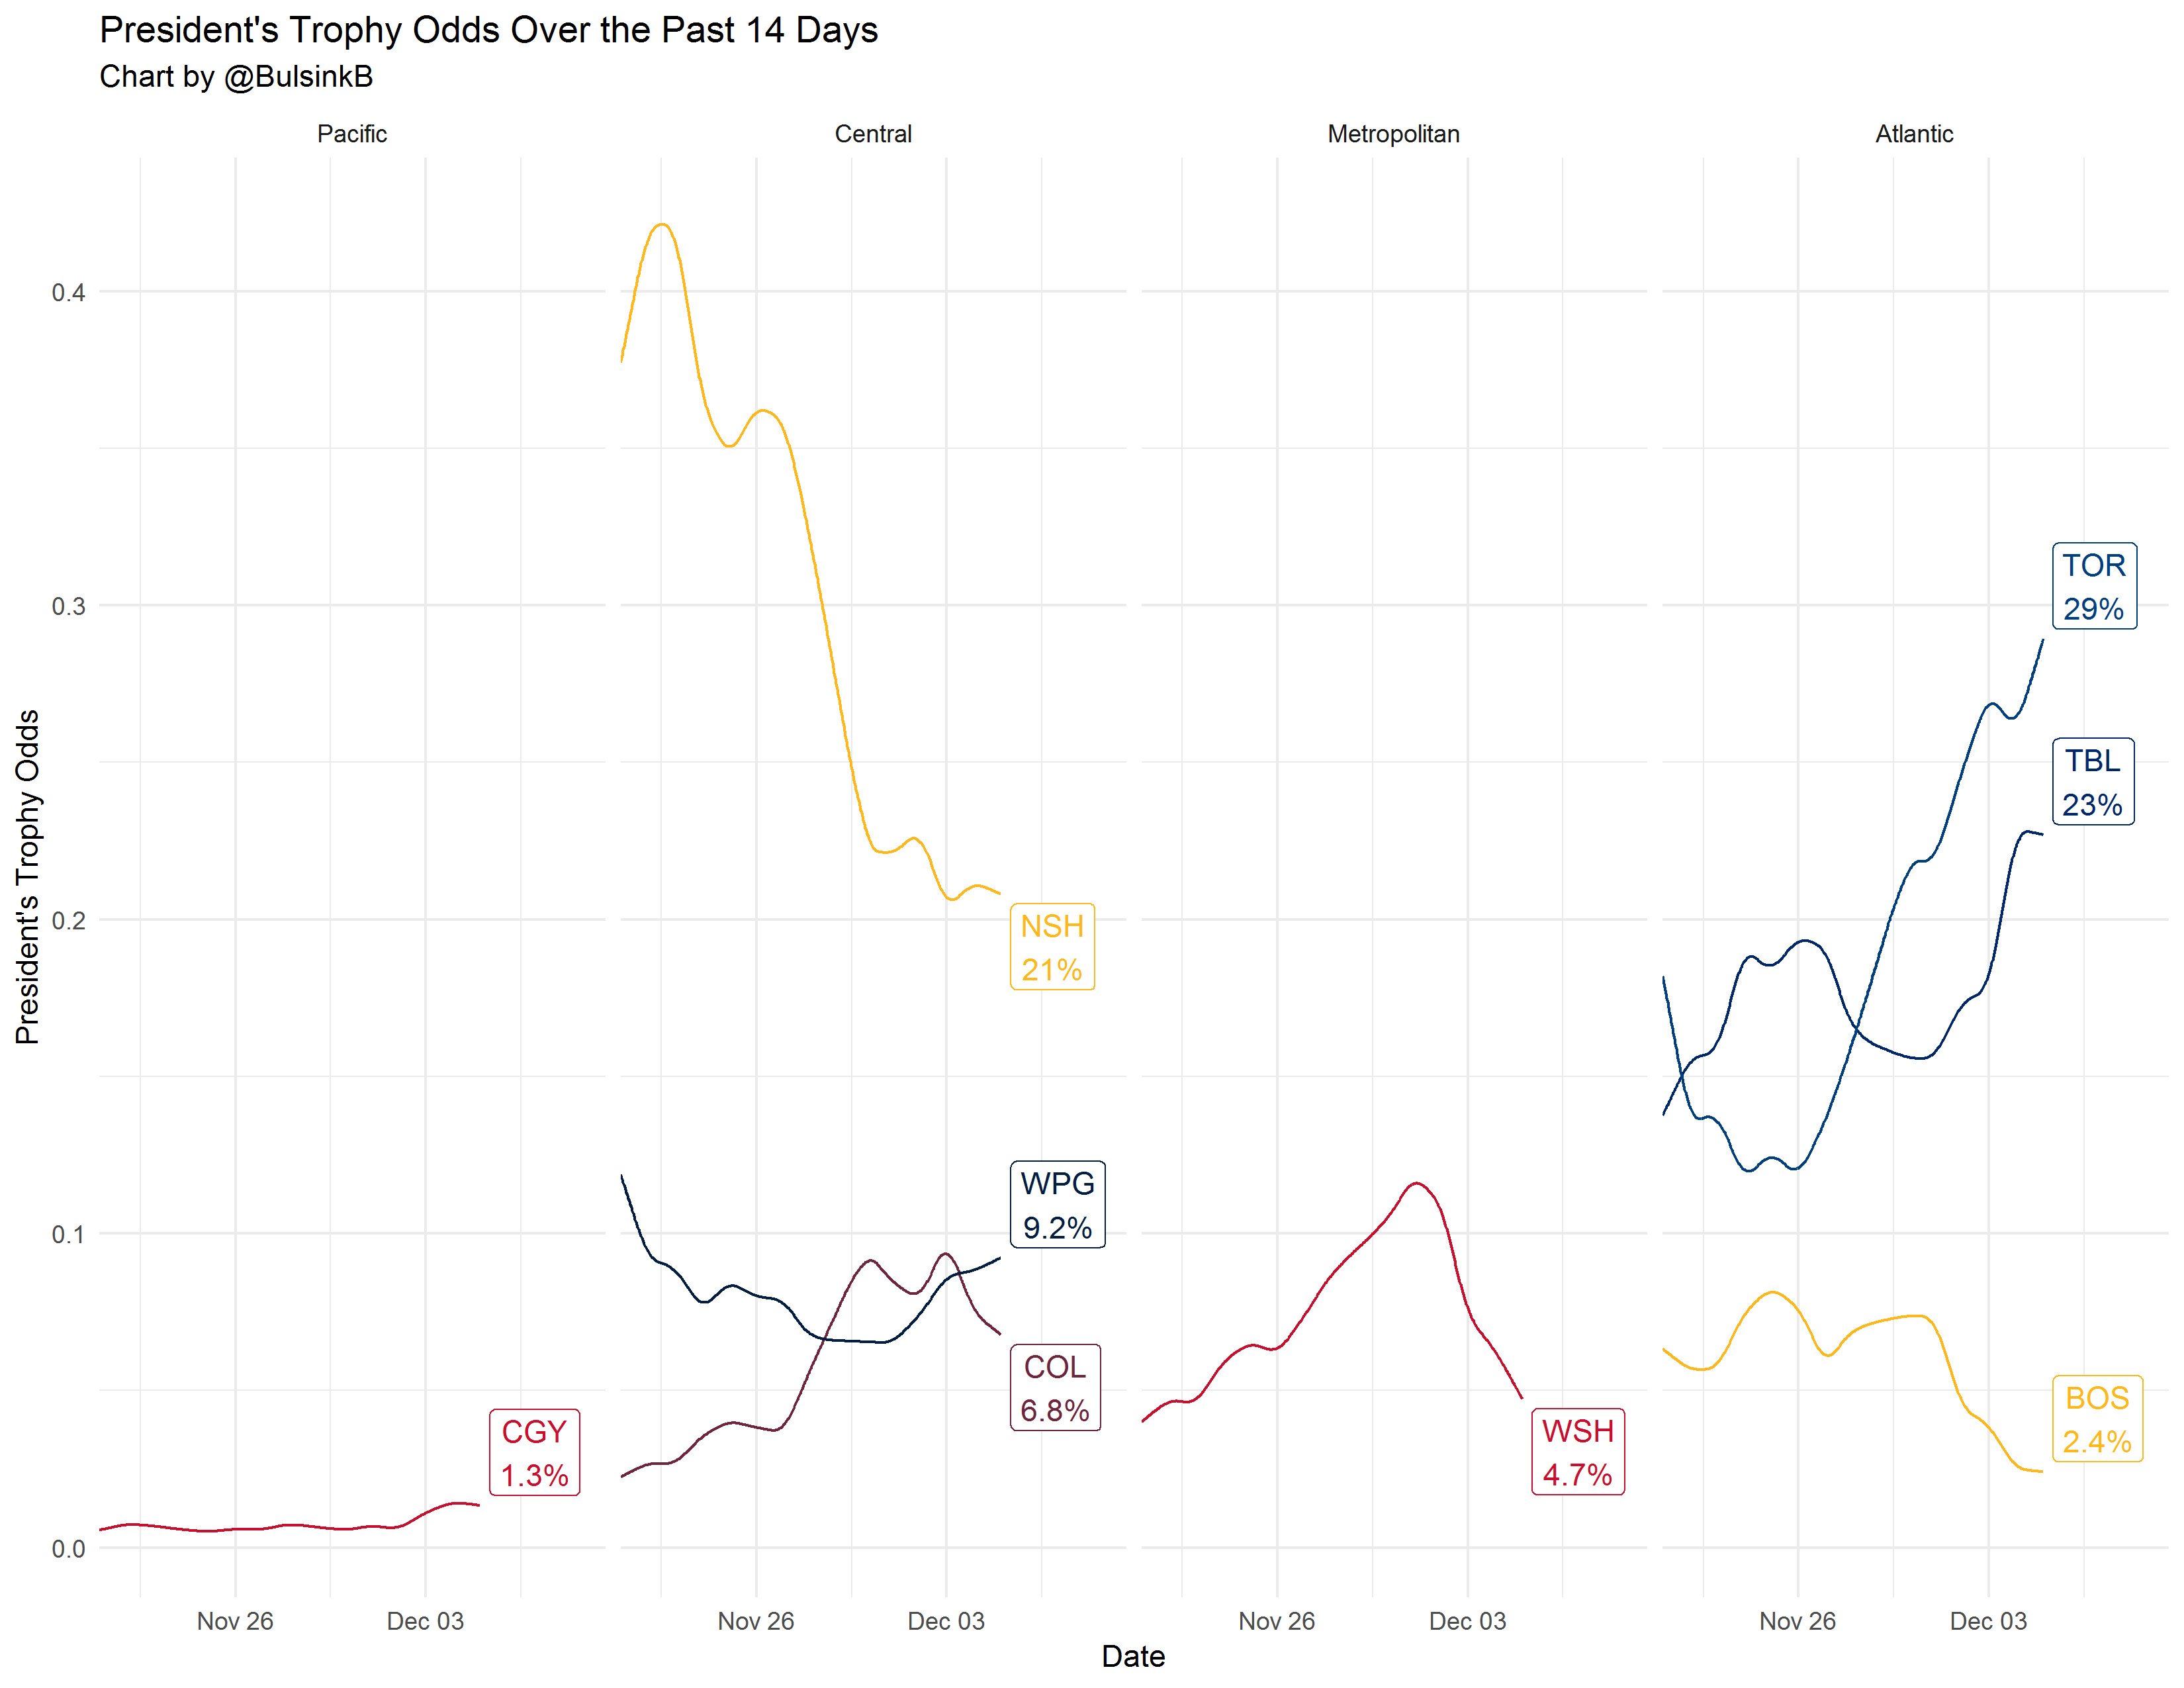 President's Trophy Odds Over the Past 14 Days
Chart by @BulsinkB
Pacific
Central
Metropolitan
Atlantic
President's Trophy Odds
0.4
0.3
0.2
0.1
0.0
CGY
1.3%
NSH
21%
WPG
9.2%
COL
6.8%
WSH
4.7%
TOR
29%
TBL
23%
BOS
2.4%
Nov 26
Dec 03
Nov 26
Dec 03
Nov 26
Dec 03
Nov 26
Dec 03
Date